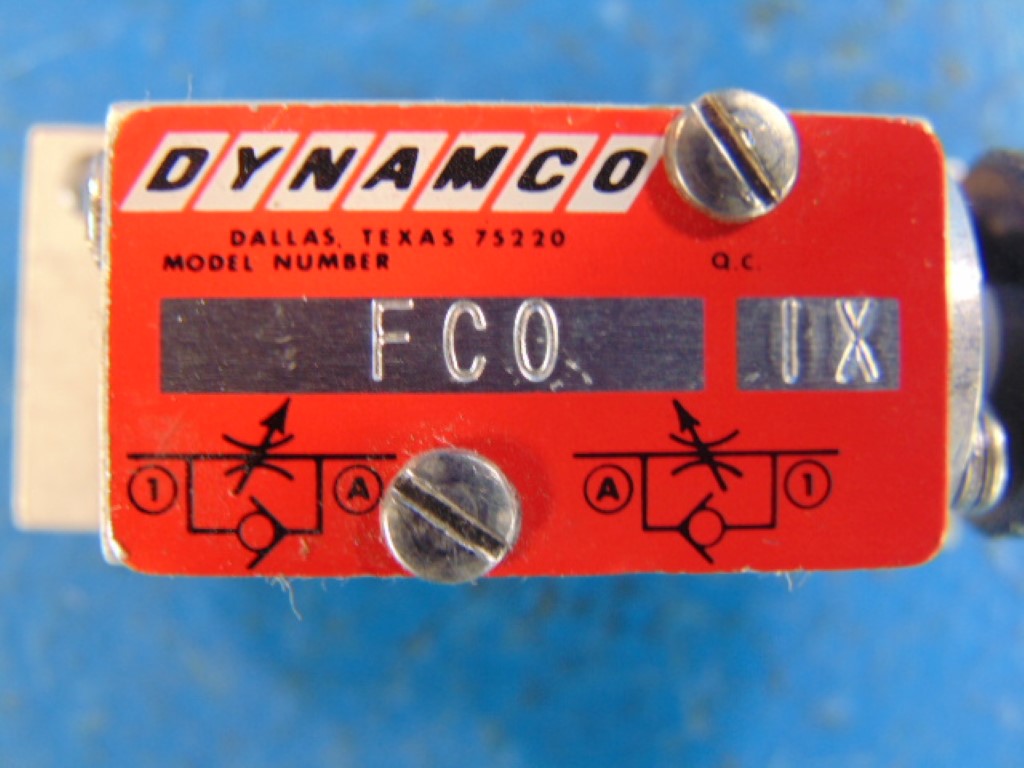 DYNAMCO
DALLAS, TEXAS 75220
MODEL NUMBER Q.C.
FCO IX
1 A A 1